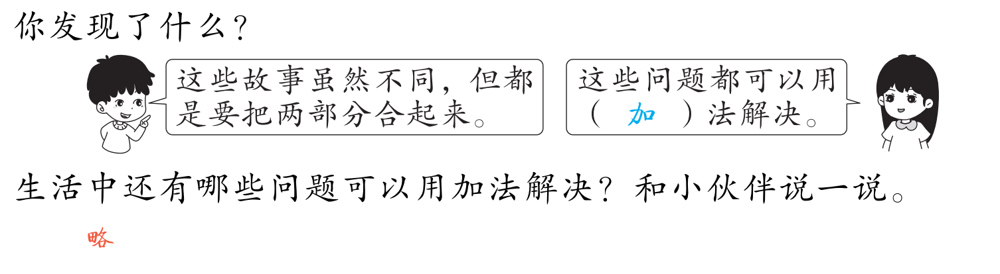 你发现了什么？
这些故事虽然不同，但都
是要把两部分合起来。
这些问题都可以用
（ 加 ）法解决。
生活中还有哪些问题可以用加法解决？和小伙伴说一说。
略